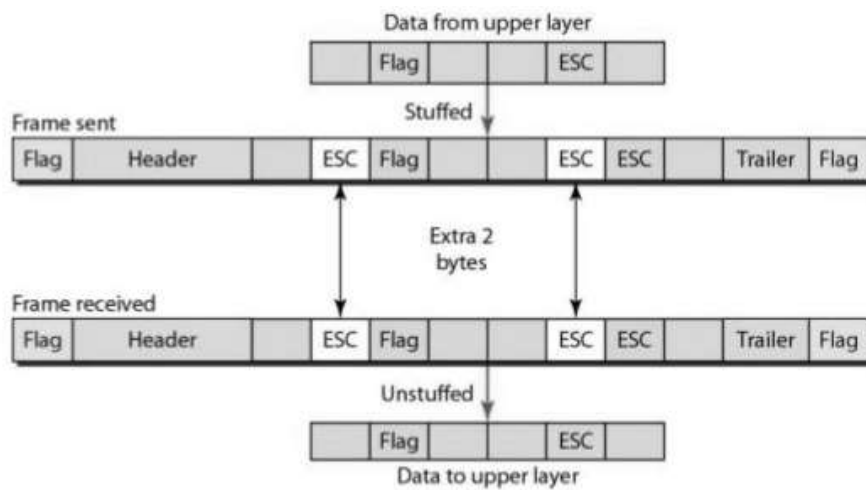 Data from upper layer
Flag ESC
Stuffed
Frame sent
Flag Header ESC Flag ESC ESC Trailer Flag
Extra 2
bytes
Frame received
Flag Header ESC Flag ESC ESC Trailer Flag
Unstuffed
Flag ESC
Data to upper layer